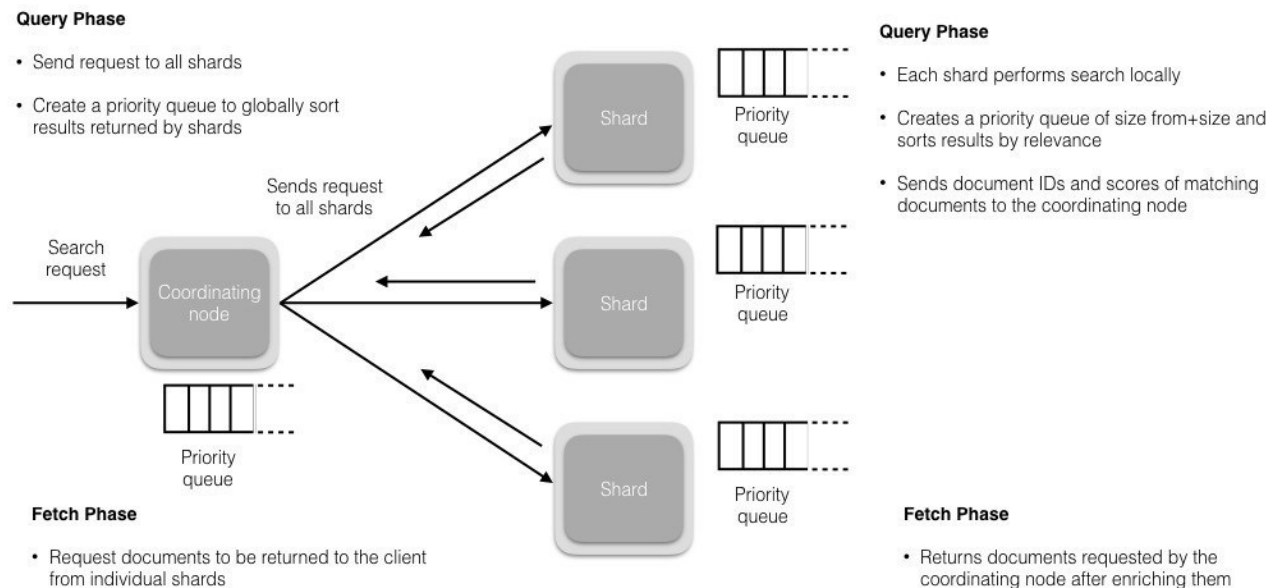 Query Phase
• Send request to all shards
• Create a priority queue to globally sort
results returned by shards
Search
request
Coordinating
node
Priority
queue
Sends request
to all shards
Shard
Priority
queue
Shard
Priority
queue
Shard
Priority
queue
Query Phase
• Each shard performs search locally
• Creates a priority queue of size from+size and
sorts results by relevance
• Sends document IDs and scores of matching
documents to the coordinating node
Fetch Phase
• Request documents to be returned to the client
from individual shards
Fetch Phase
• Returns documents requested by the
coordinating node after enriching them